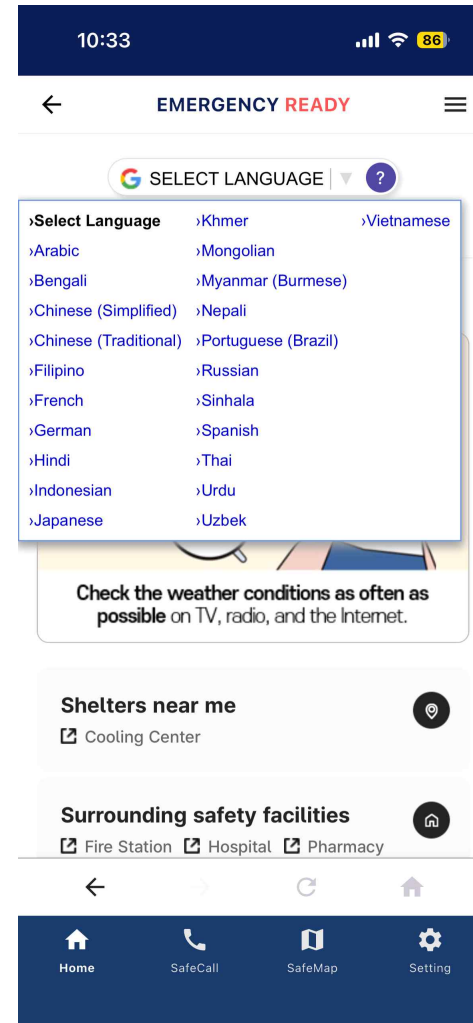 10:33
86
EMERGENCY READY
G SELECT LANGUAGE ▼ ?
›Select Language
›Arabic
›Bengali
›Chinese (Simplified)
›Chinese (Traditional)
›Filipino
›French
›German
›Hindi
›Indonesian
›Japanese
›Khmer
›Mongolian
›Myanmar (Burmese)
›Nepali
›Portuguese (Brazil)
›Russian
›Sinhala
›Spanish
›Thai
›Urdu
›Uzbek
›Vietnamese
Check the weather conditions as often as
possible on TV, radio, and the Internet.
Shelters near me
Cooling Center
Surrounding safety facilities
Fire Station Hospital Pharmacy
Home SafeCall SafeMap Setting